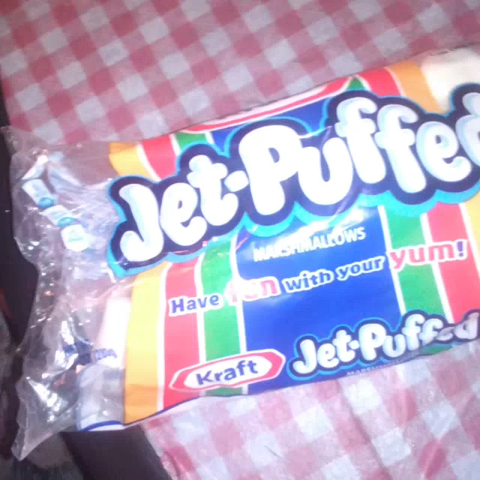 Jet-Puffed
MARSHMALLOWS
Have fun with your yum!
Kraft
Jet-Puffed